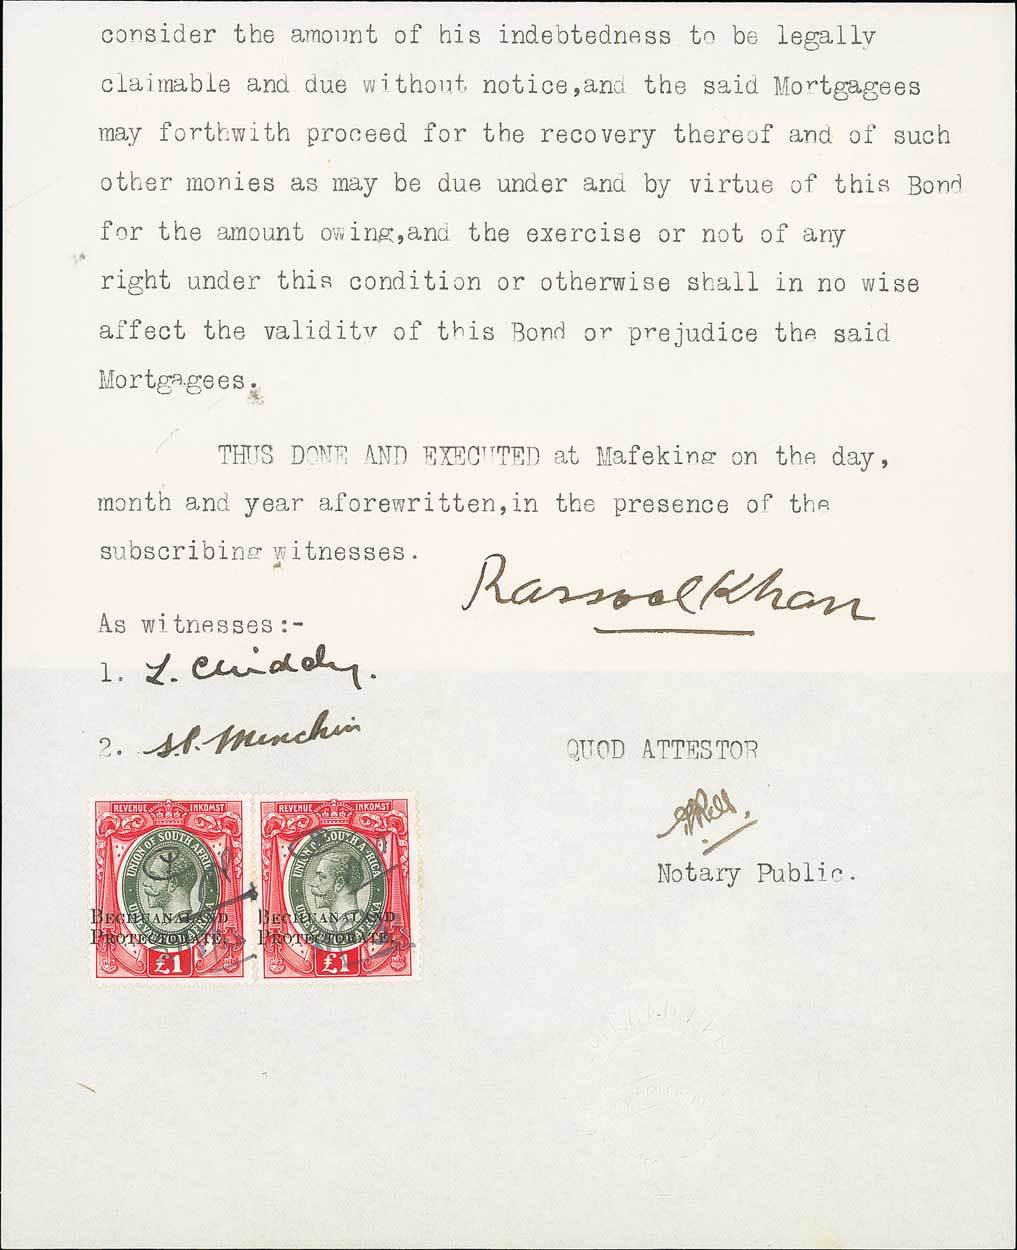 consider the amount of his indebtedness to be legally
claimable and due without notice,and the said Mortgagees
may forthwith proceed for the recovery thereof and of such
other monies as may be due under and by virtue of this Bond
for the amount owing,and the exercise or not of any
right under this condition or otherwise shall in no wise
affect the validity of this Bond or prejudice the said
Mortgagees.
THUS DONE AND EXECUTED at Mafeking on the day,
month and year aforewritten,in the presence of the
subscribing witnesses.
Rassool Khan
As witnesses:-
1. L. Chiddy.
2. S. Minchin
QUOD ATTESTOR
Notary Public.
REVENUE INKOMST REVENUE INKOMST
UNION OF SOUTH AFRICA UNION OF SOUTH AFRICA
BECHUANALAND BECHUANALAND
PROTECTORATE. PROTECTORATE.
£1 £1